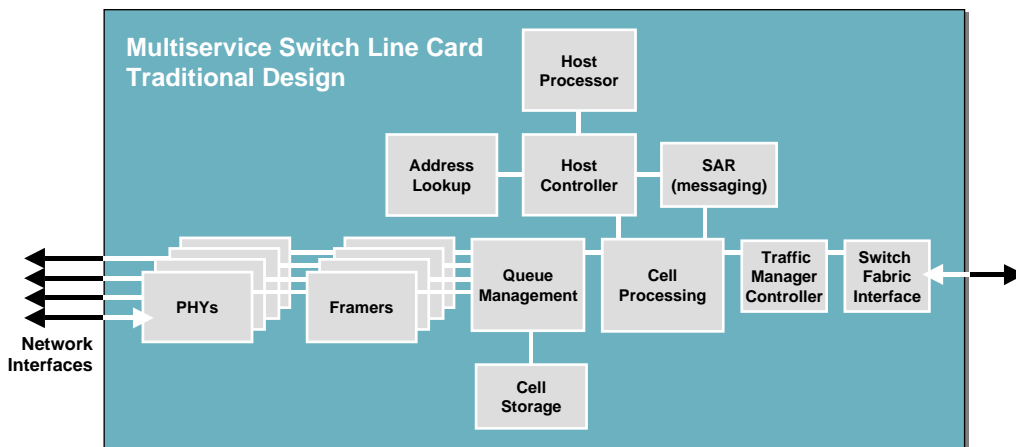 Multiservice Switch Line Card
Traditional Design
Host
Processor
Address
Lookup
Host
Controller
SAR
(messaging)
PHYs
Framers
Queue
Management
Cell
Processing
Traffic
Manager
Controller
Switch
Fabric
Interface
Network
Interfaces
Cell
Storage